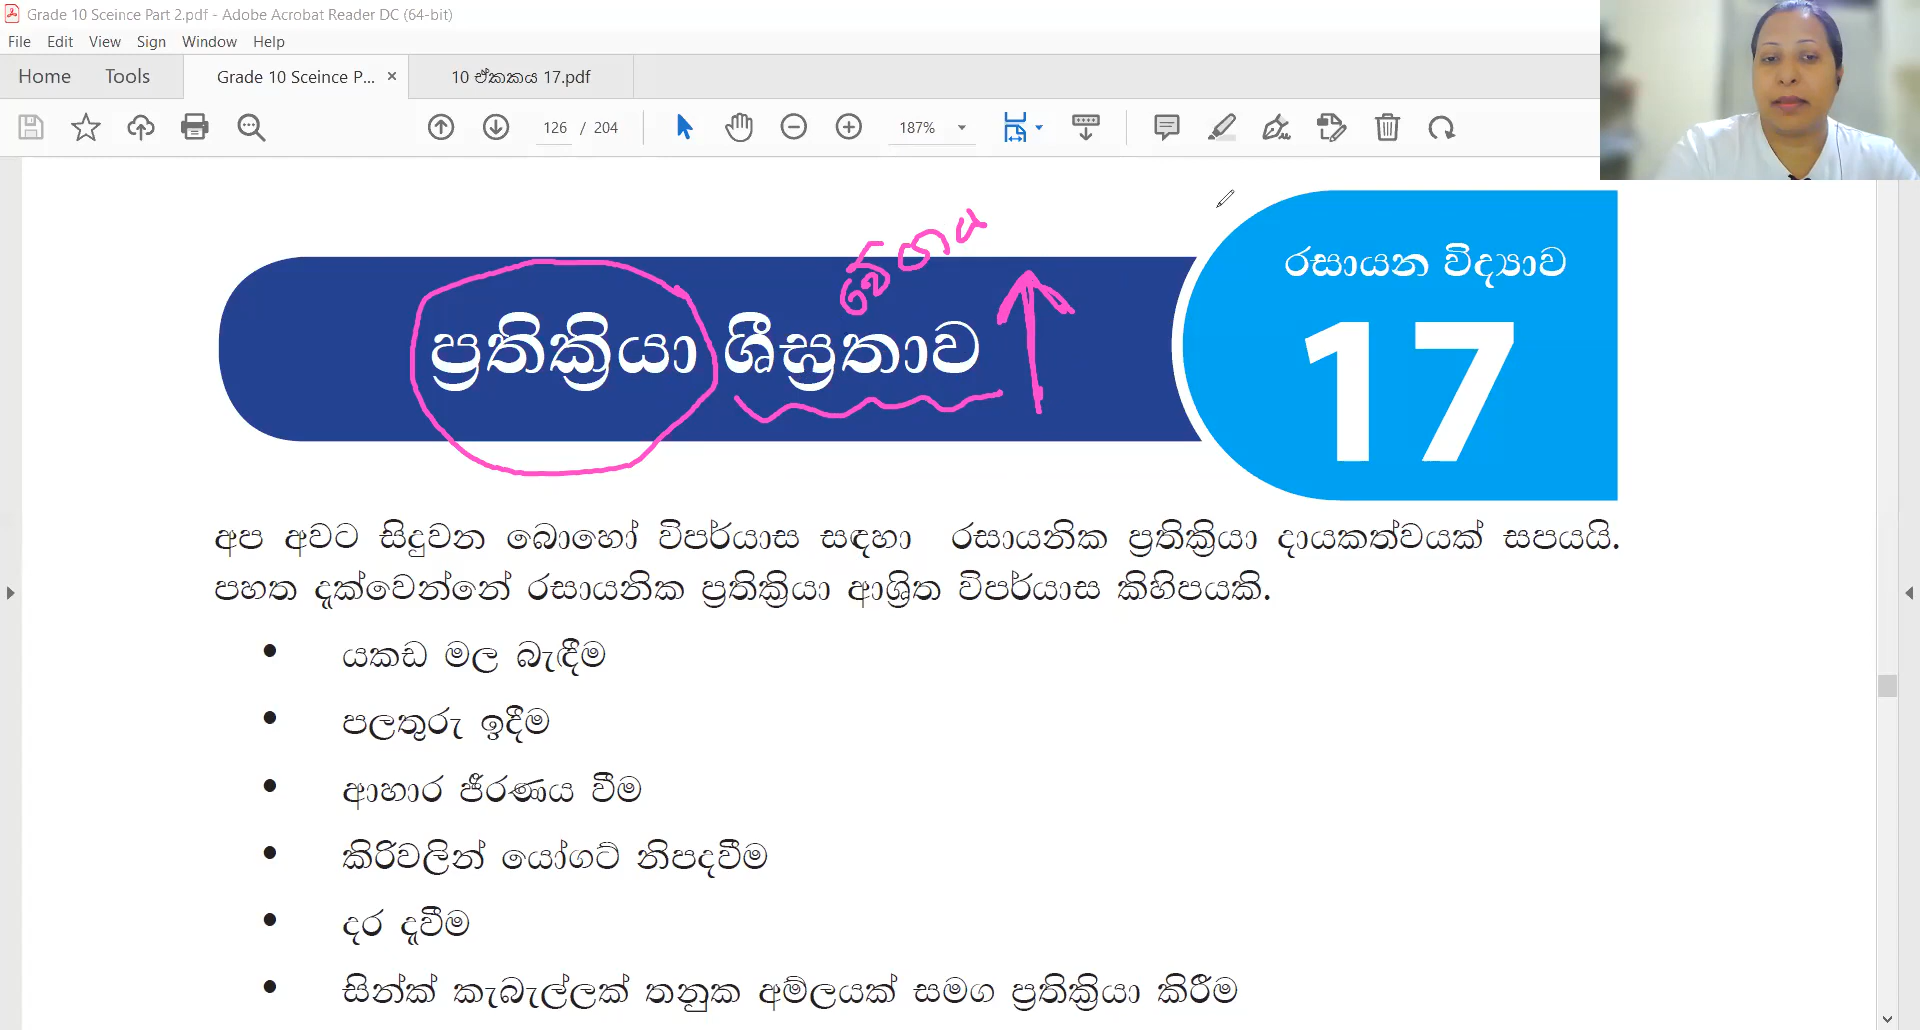 Grade 10 Sceince Part 2.pdf - Adobe Acrobat Reader DC (64-bit)
File Edit View Sign Window Help
Home Tools Grade 10 Sceince P... × 10 ඒකකය 17.pdf
126 / 204 187%
වේගය
රසායන විද්‍යාව
17
ප්‍රතික්‍රියා ශීඝ්‍රතාව
අප අවට සිදුවන බොහෝ විපර්යාස සඳහා රසායනික ප්‍රතික්‍රියා දායකත්වයක් සපයයි.
පහත දැක්වෙන්නේ රසායනික ප්‍රතික්‍රියා ආශ්‍රිත විපර්යාස කිහිපයකි.
• යකඩ මල බැඳීම
• පලතුරු ඉදීම
• ආහාර ජීරණය වීම
• කිරිවලින් යෝගට් නිපදවීම
• දර දැවීම
• සින්ක් කැබැල්ලක් තනුක අම්ලයක් සමග ප්‍රතික්‍රියා කිරීම